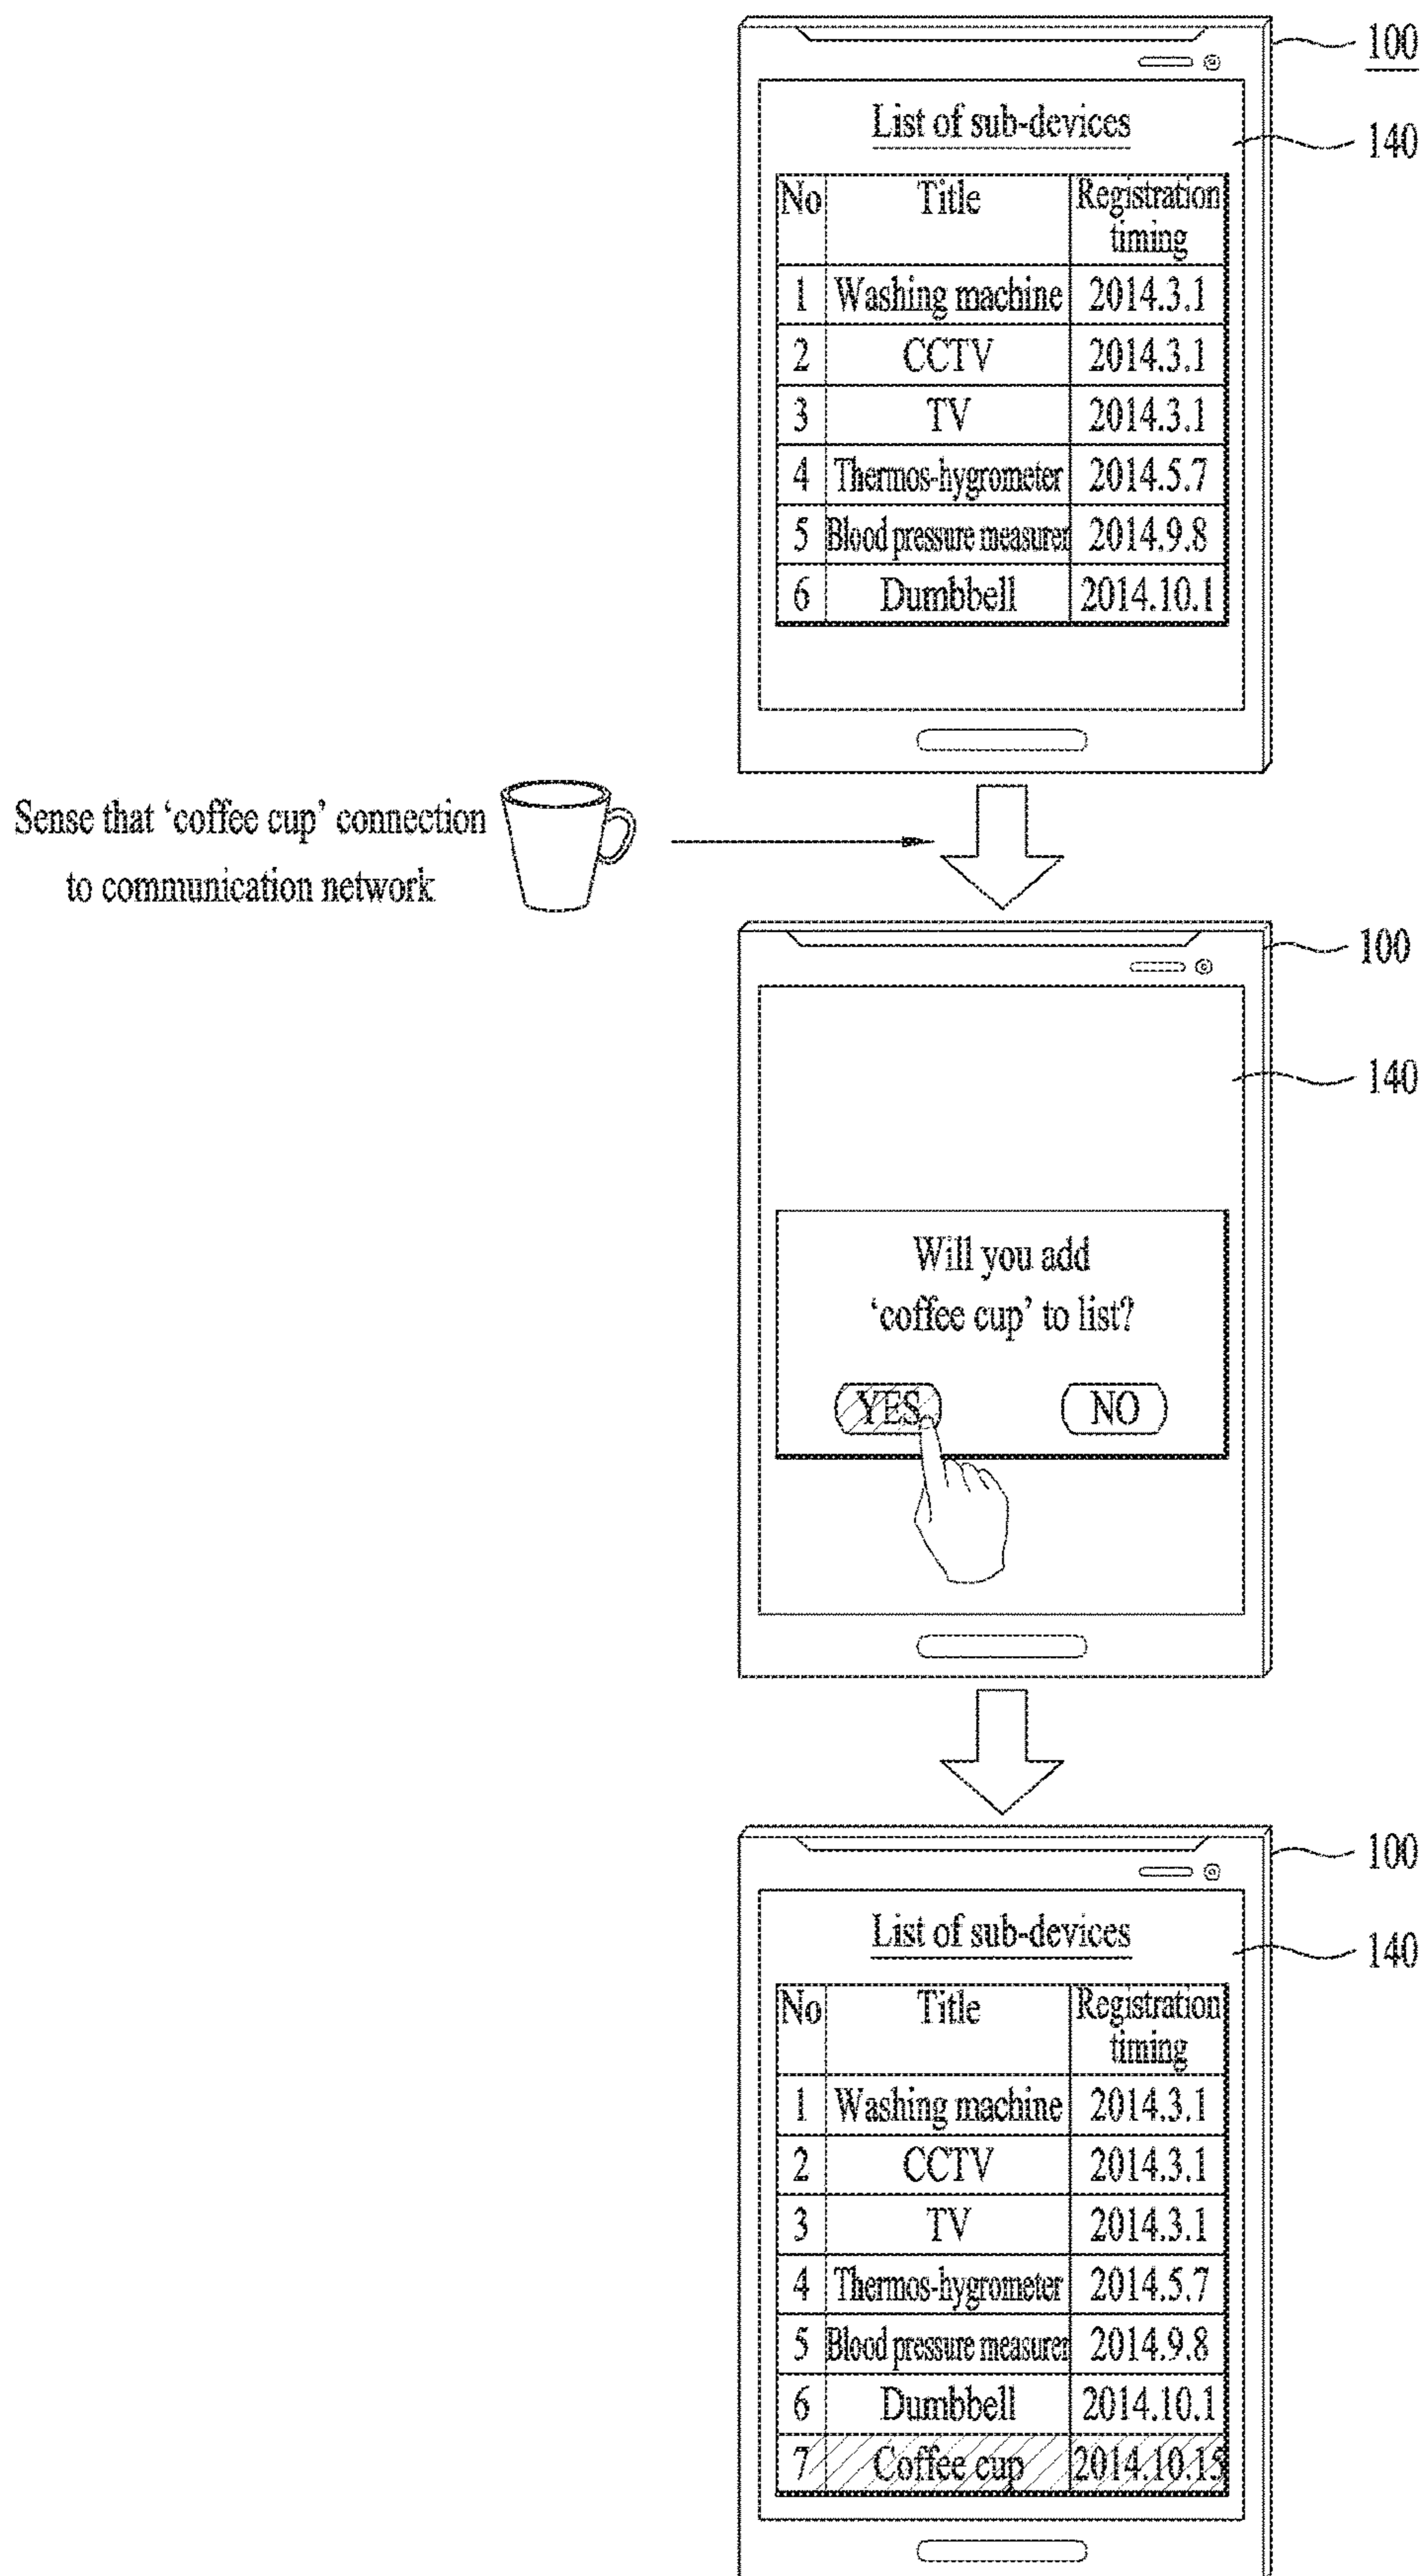 100
List of sub-devices
140
No Title Registration timing
1 Washing machine 2014.3.1
2 CCTV 2014.3.1
3 TV 2014.3.1
4 Thermos-hygrometer 2014.5.7
5 Blood pressure measurer 2014.9.8
6 Dumbbell 2014.10.1
Sense that ‘coffee cup’ connection
to communication network
100
140
Will you add
‘coffee cup’ to list?
YES NO
100
List of sub-devices
140
No Title Registration timing
1 Washing machine 2014.3.1
2 CCTV 2014.3.1
3 TV 2014.3.1
4 Thermos-hygrometer 2014.5.7
5 Blood pressure measurer 2014.9.8
6 Dumbbell 2014.10.1
7 Coffee cup 2014.10.15